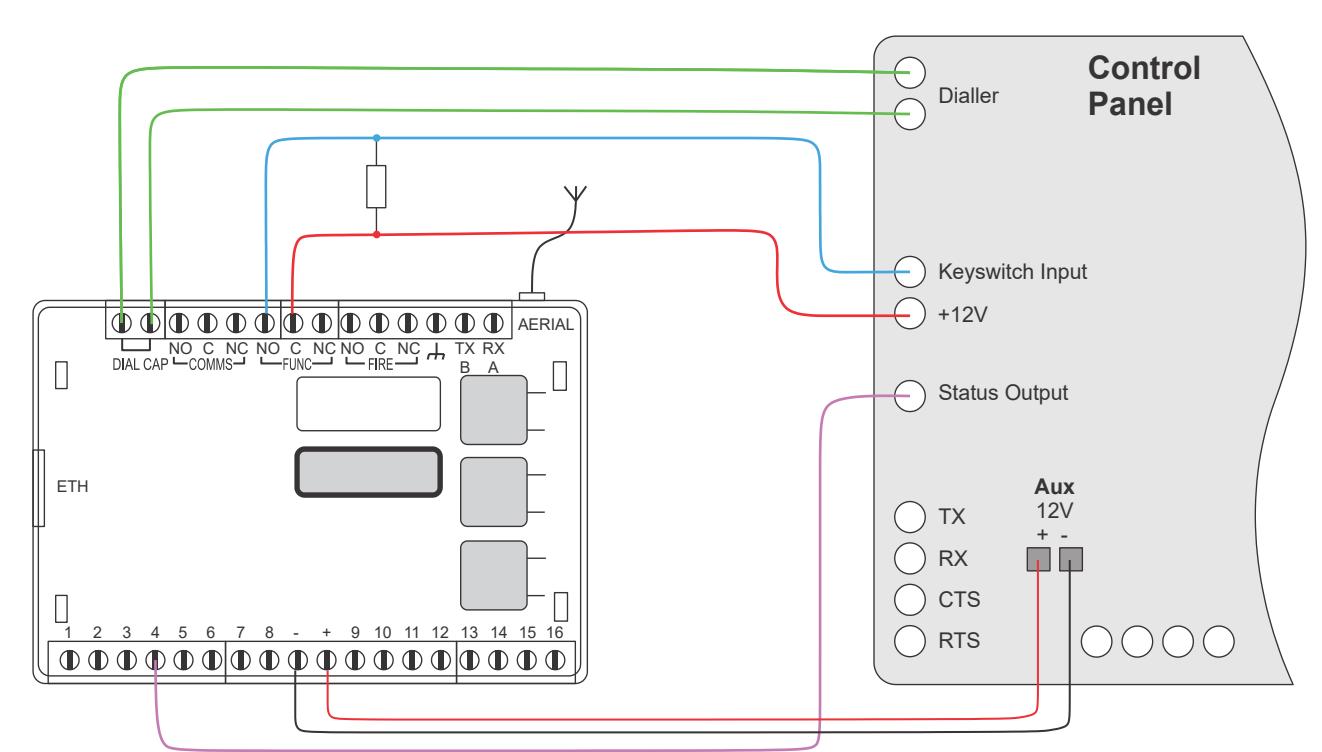 Control
Panel
Dialler
Keyswitch Input
+12V
Status Output
Aux
12V
+ -
TX
RX
CTS
RTS
AERIAL
NO C NC NO C NC NO C NC TX RX
DIAL CAP COMMS FUNC FIRE B A
ETH
1 2 3 4 5 6 7 8 - + 9 10 11 12 13 14 15 16